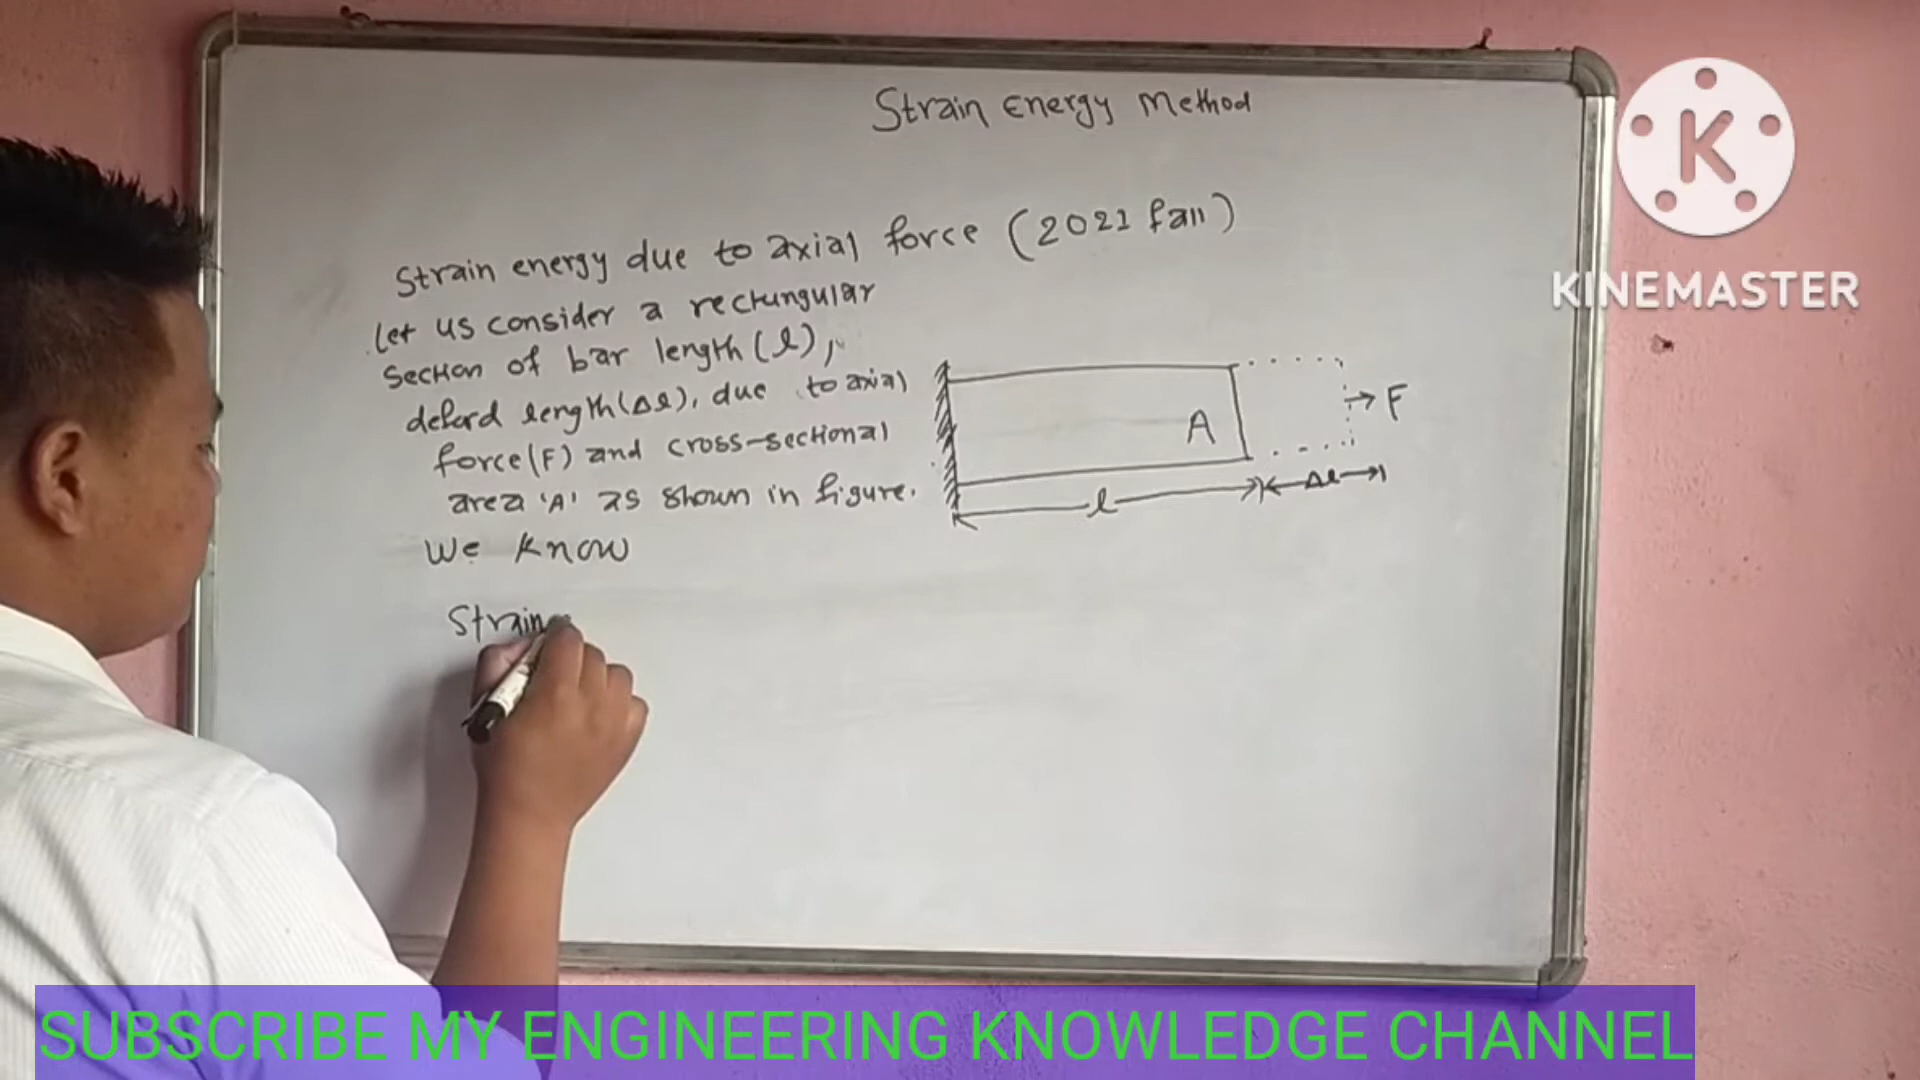 Strain Energy Method
Strain energy due to axial force (2021 fall)
Let us consider a rectungular
section of bar length (l),
deford length (Δl), due to axial
force (F) and cross-sectional
area 'A' as shown in figure.
We know
Strain
A
F
l
Δl
K
KINEMASTER
SUBSCRIBE MY ENGINEERING KNOWLEDGE CHANNEL